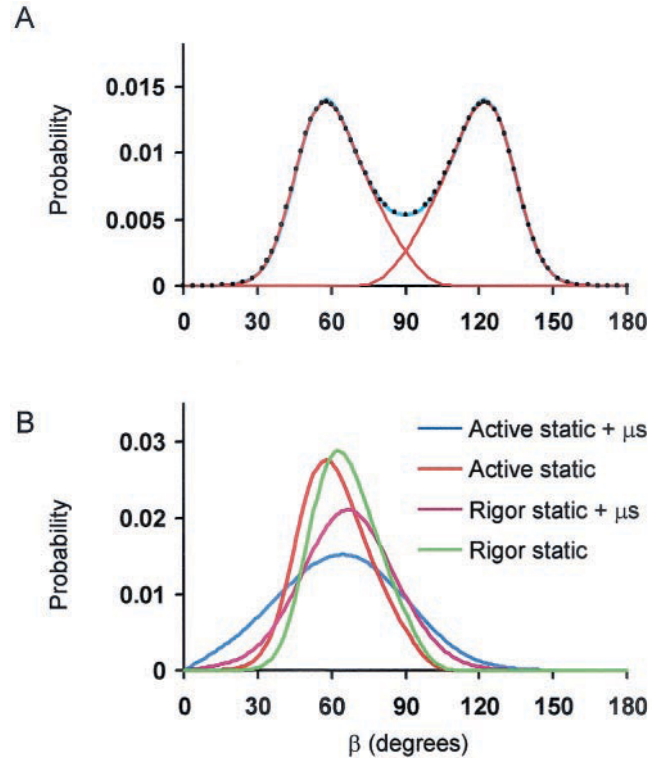 A
Probability
0.015
0.01
0.005
0
0 30 60 90 120 150 180
B
Probability
0.03
0.02
0.01
0
Active static + μs
Active static
Rigor static + μs
Rigor static
0 30 60 90 120 150 180
β (degrees)